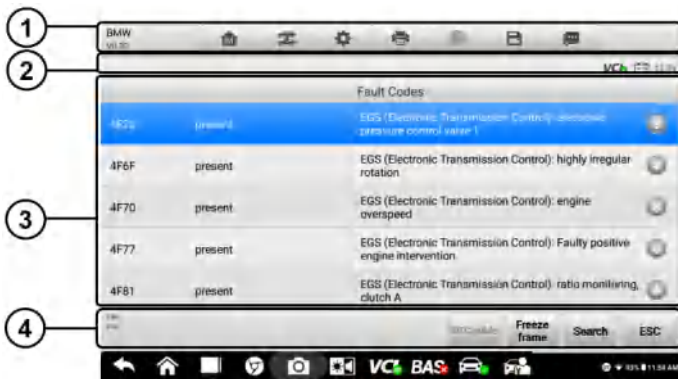 1
BMW
2
VCI
Fault Codes
present
EGS (Electronic Transmission Control): electronic
pressure control valve 1
4F6F
present
EGS (Electronic Transmission Control): highly irregular
rotation
3
4F70
present
EGS (Electronic Transmission Control): engine
overspeed
4F77
present
EGS (Electronic Transmission Control): Faulty positive
engine intervention
4F81
present
EGS (Electronic Transmission Control): ratio monitoring,
clutch A
4
Freeze
frame
Search
ESC
VCI
BAS
11:54 AM